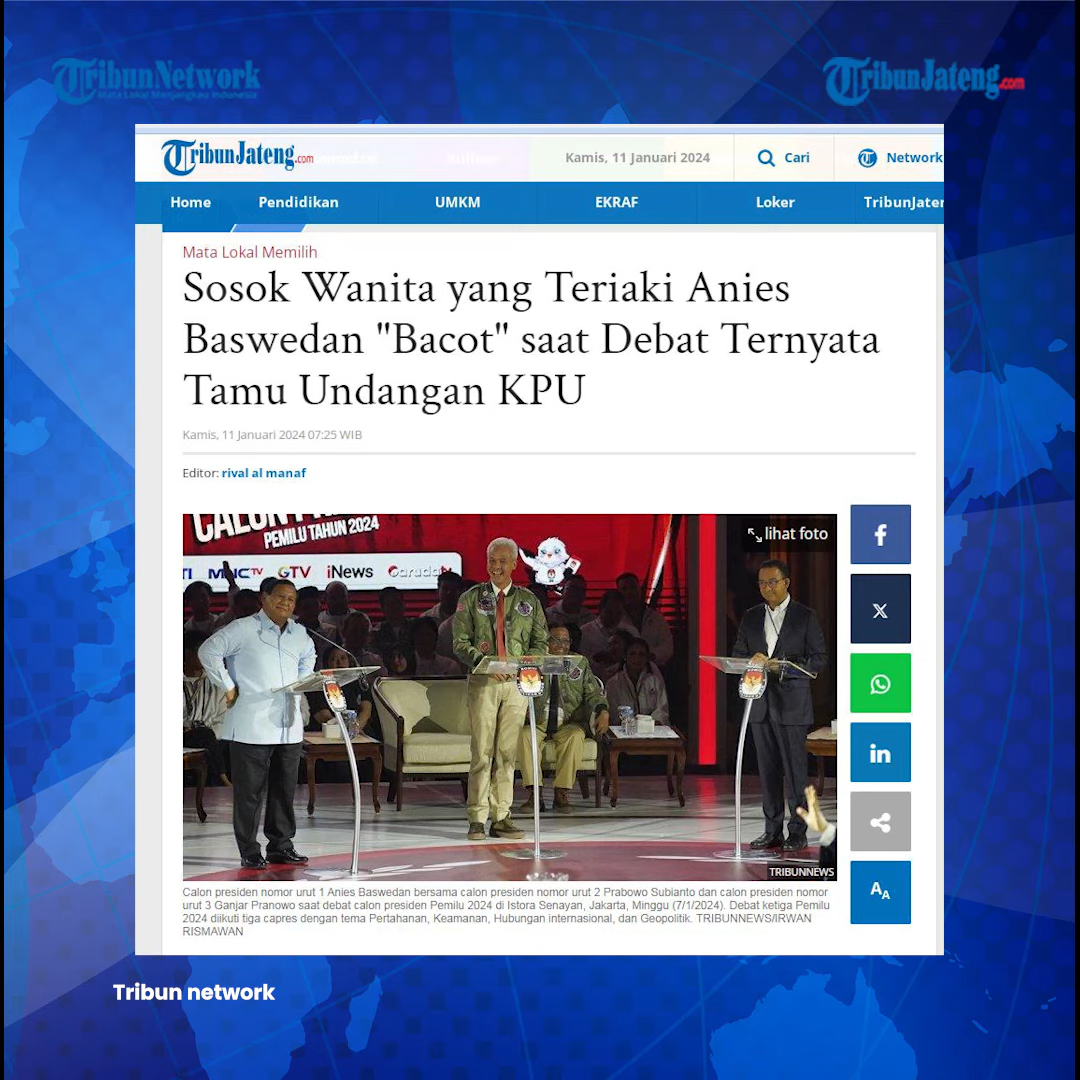 TribunNetwork
Mata Lokal Menjangkau Indonesia
TribunJateng.com
TribunJateng.com
Kamis, 11 Januari 2024
Cari
Network
Home Pendidikan UMKM EKRAF Loker
Mata Lokal Memilih
Sosok Wanita yang Teriaki Anies
Baswedan "Bacot" saat Debat Ternyata
Tamu Undangan KPU
Kamis, 11 Januari 2024 07:25 WIB
Editor: rival al manaf
PEMILU TAHUN 2024
MNCTV GTV iNews Garudatv
lihat foto
TRIBUNNEWS
Calon presiden nomor urut 1 Anies Baswedan bersama calon presiden nomor urut 2 Prabowo Subianto dan calon presiden nomor
urut 3 Ganjar Pranowo saat debat calon presiden Pemilu 2024 di Istora Senayan, Jakarta, Minggu (7/1/2024). Debat ketiga Pemilu
2024 diikuti tiga capres dengan tema Pertahanan, Keamanan, Hubungan internasional, dan Geopolitik. TRIBUNNEWS/IRWAN
RISMAWAN
Tribun network